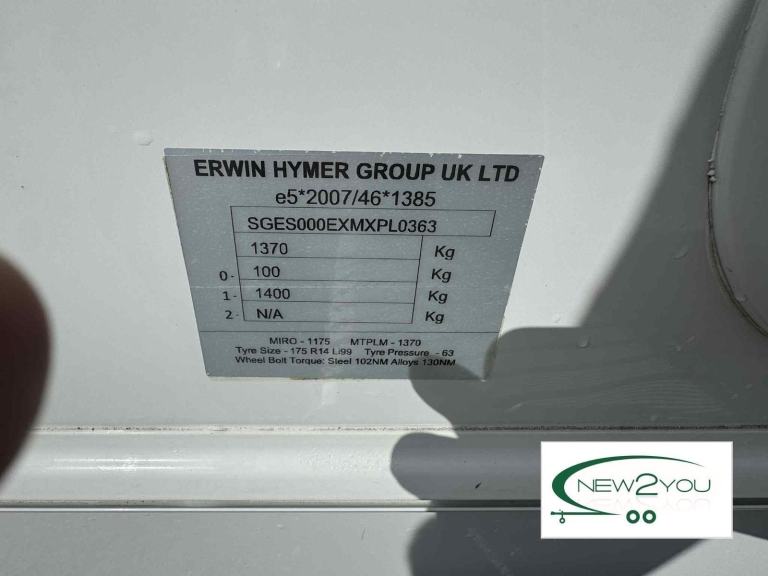 ERWIN HYMER GROUP UK LTD
e5*2007/46*1385
SGES000EXMXPL0363
1370 Kg
0- 100 Kg
1- 1400 Kg
2- N/A Kg
MIRO - 1175 MTPLM - 1370
Tyre Size - 175 R14 Li99 Tyre Pressure - 63
Wheel Bolt Torque: Steel 102NM Alloys 130NM
NEW2YOU